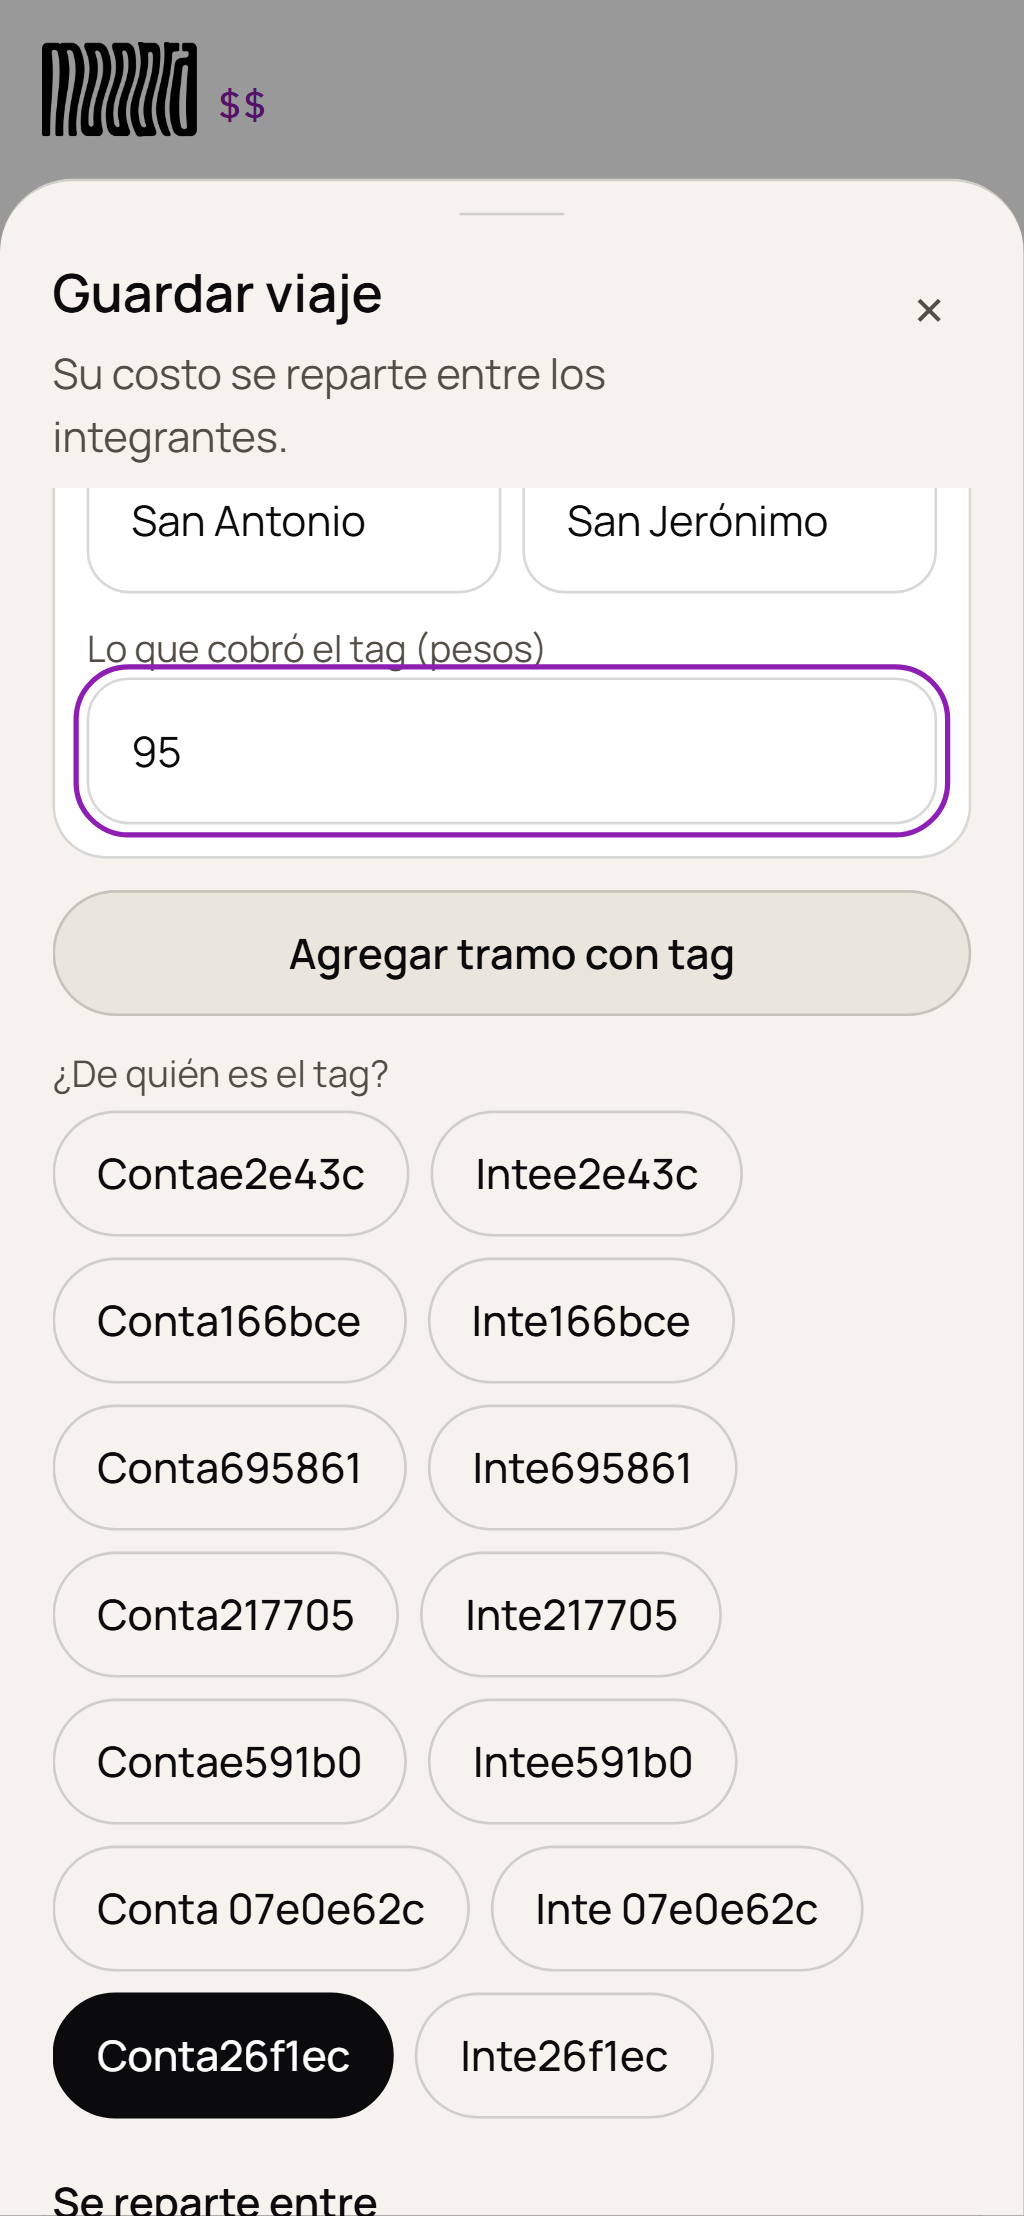 $$
Guardar viaje
×
Su costo se reparte entre los
integrantes.
San Antonio
San Jerónimo
Lo que cobró el tag (pesos)
95
Agregar tramo con tag
¿De quién es el tag?
Contae2e43c
Intee2e43c
Conta166bce
Inte166bce
Conta695861
Inte695861
Conta217705
Inte217705
Contae591b0
Intee591b0
Conta 07e0e62c
Inte 07e0e62c
Conta26f1ec
Inte26f1ec
Se reparte entre